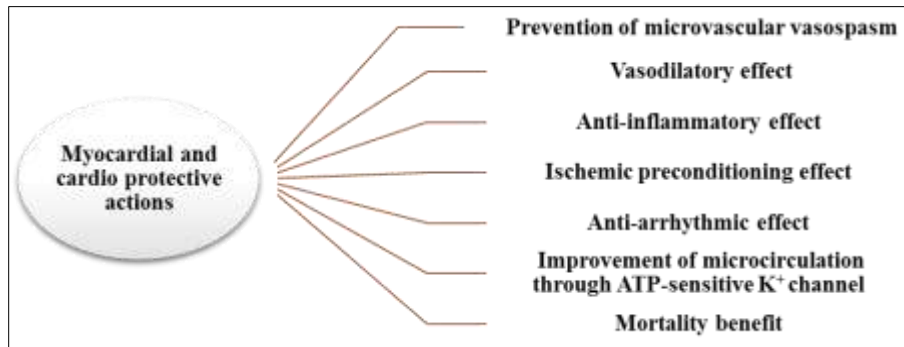 Myocardial and
cardio protective
actions
Prevention of microvascular vasospasm
Vasodilatory effect
Anti-inflammatory effect
Ischemic preconditioning effect
Anti-arrhythmic effect
Improvement of microcirculation
through ATP-sensitive K⁺ channel
Mortality benefit